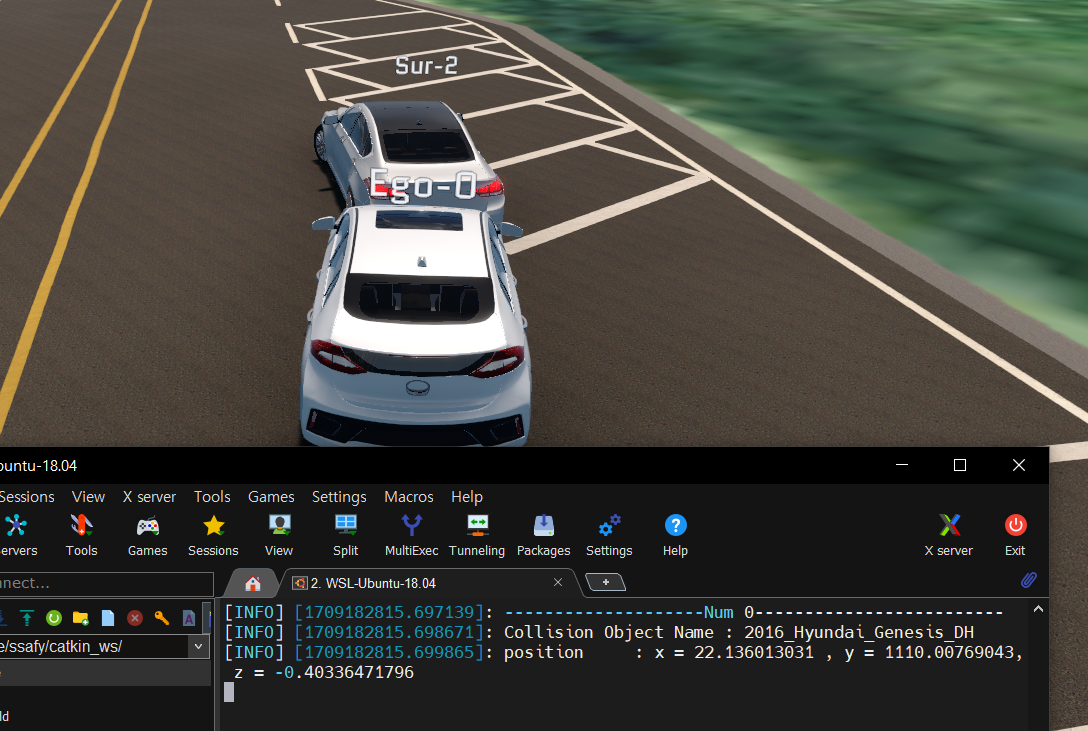 Sur-2
Ego-0
buntu-18.04
Sessions View X server Tools Games Settings Macros Help
ervers Tools Games Sessions View Split MultiExec Tunneling Packages Settings Help X server Exit
nnect... 2. WSL-Ubuntu-18.04
e/ssafy/catkin_ws/
ld
[INFO] [1709182815.697139]: --------------------Num 0-------------------------
[INFO] [1709182815.698671]: Collision Object Name : 2016_Hyundai_Genesis_DH
[INFO] [1709182815.699865]: position     : x = 22.136013031 , y = 1110.00769043,
 z = -0.40336471796